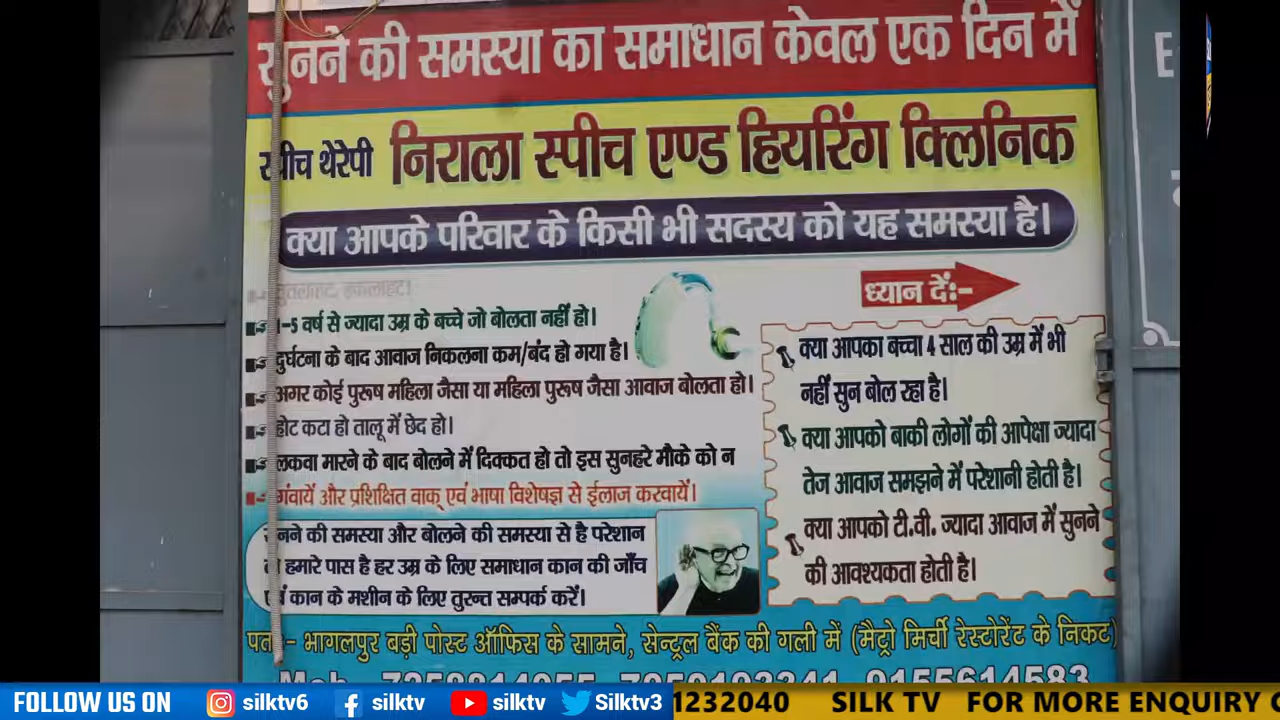 सुनने की समस्या का समाधान केवल एक दिन में
स्पीच थेरेपी निराला स्पीच एण्ड हियरिंग क्लिनिक
क्या आपके परिवार के किसी भी सदस्य को यह समस्या है।
ध्यान दें:-
1-5 वर्ष से ज्यादा उम्र के बच्चे जो बोलता नहीं हो।
दुर्घटना के बाद आवाज निकलना कम/बंद हो गया है।
अगर कोई पुरूष महिला जैसा या महिला पुरूष जैसा आवाज बोलता हो।
होट कटा हो तालू में छेद हो।
लकवा मारने के बाद बोलने में दिक्कत हो तो इस सुनहरे मौके को न
गंवायें और प्रशिक्षित वाक् एवं भाषा विशेषज्ञ से ईलाज करवायें।
क्या आपका बच्चा 4 साल की उम्र में भी
नहीं सुन बोल रहा है।
क्या आपको बाकी लोगों की आपेक्षा ज्यादा
तेज आवाज समझने में परेशानी होती है।
क्या आपको टी.वी. ज्यादा आवाज में सुनने
की आवश्यकता होती है।
सुनने की समस्या और बोलने की समस्या से है परेशान
तो हमारे पास है हर उम्र के लिए समाधान कान की जाँच
एवं कान के मशीन के लिए तुरन्त सम्पर्क करें।
पता:- भागलपुर बड़ी पोस्ट ऑफिस के सामने, सेन्ट्रल बैंक की गली में (मैट्रो मिर्ची रेस्टोरेंट के निकट)
Mob
FOLLOW US ON silktv6 silktv silktv Silktv3 1232040 SILK TV FOR MORE ENQUIRY